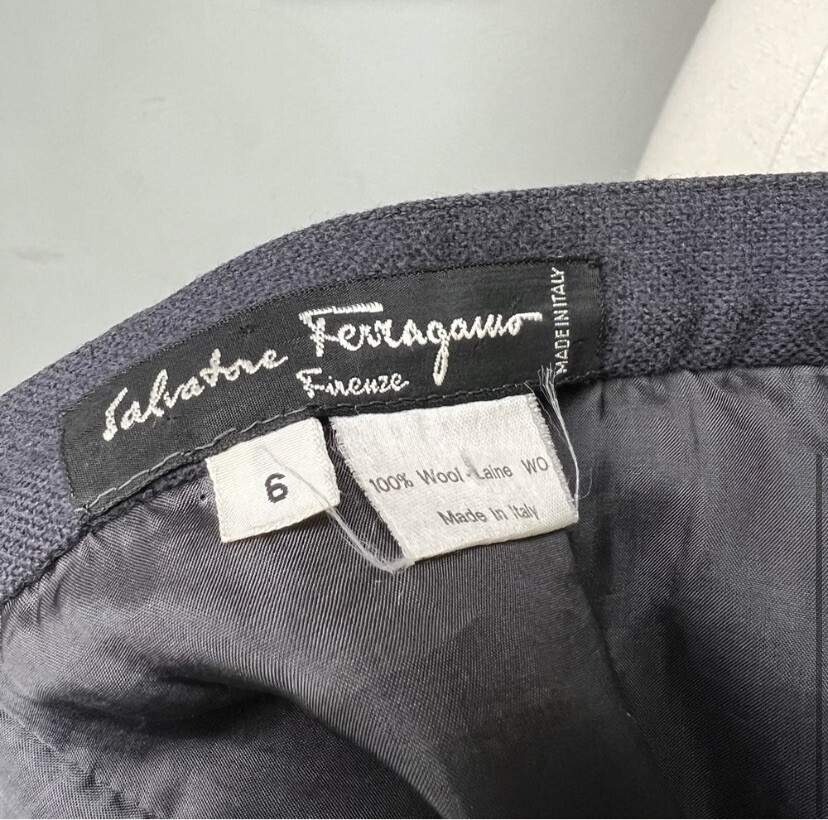 Salvatore Ferragamo
Firenze
MADE IN ITALY
6
100% Wool - Laine WO
Made in Italy